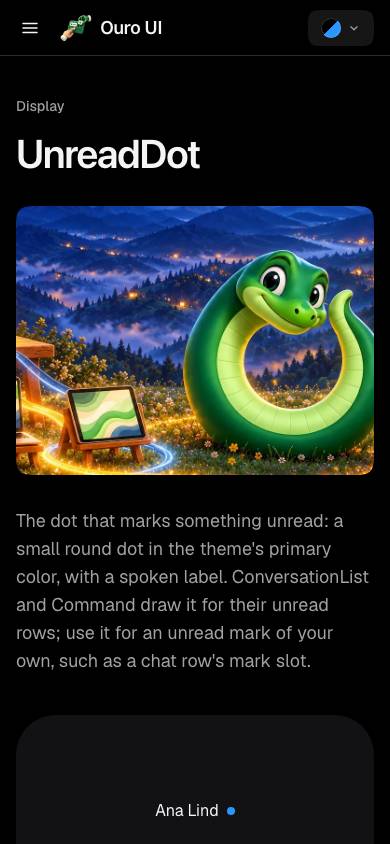 Ouro UI
Display
UnreadDot
The dot that marks something unread: a
small round dot in the theme's primary
color, with a spoken label. ConversationList
and Command draw it for their unread
rows; use it for an unread mark of your
own, such as a chat row's mark slot.
Ana Lind